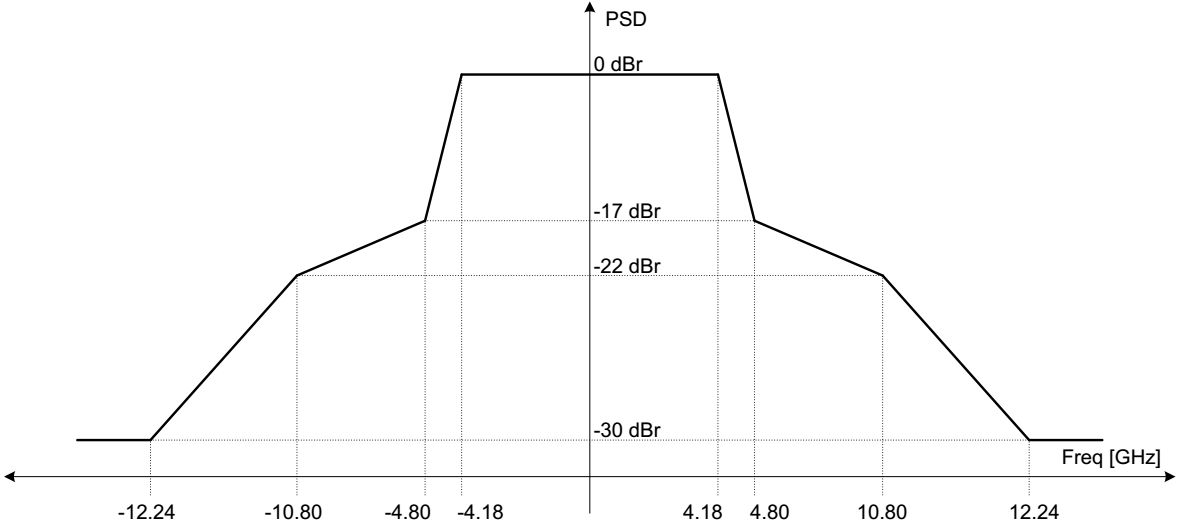 PSD
0 dBr
-17 dBr
-22 dBr
-30 dBr
Freq [GHz]
-12.24 -10.80 -4.80 -4.18 4.18 4.80 10.80 12.24